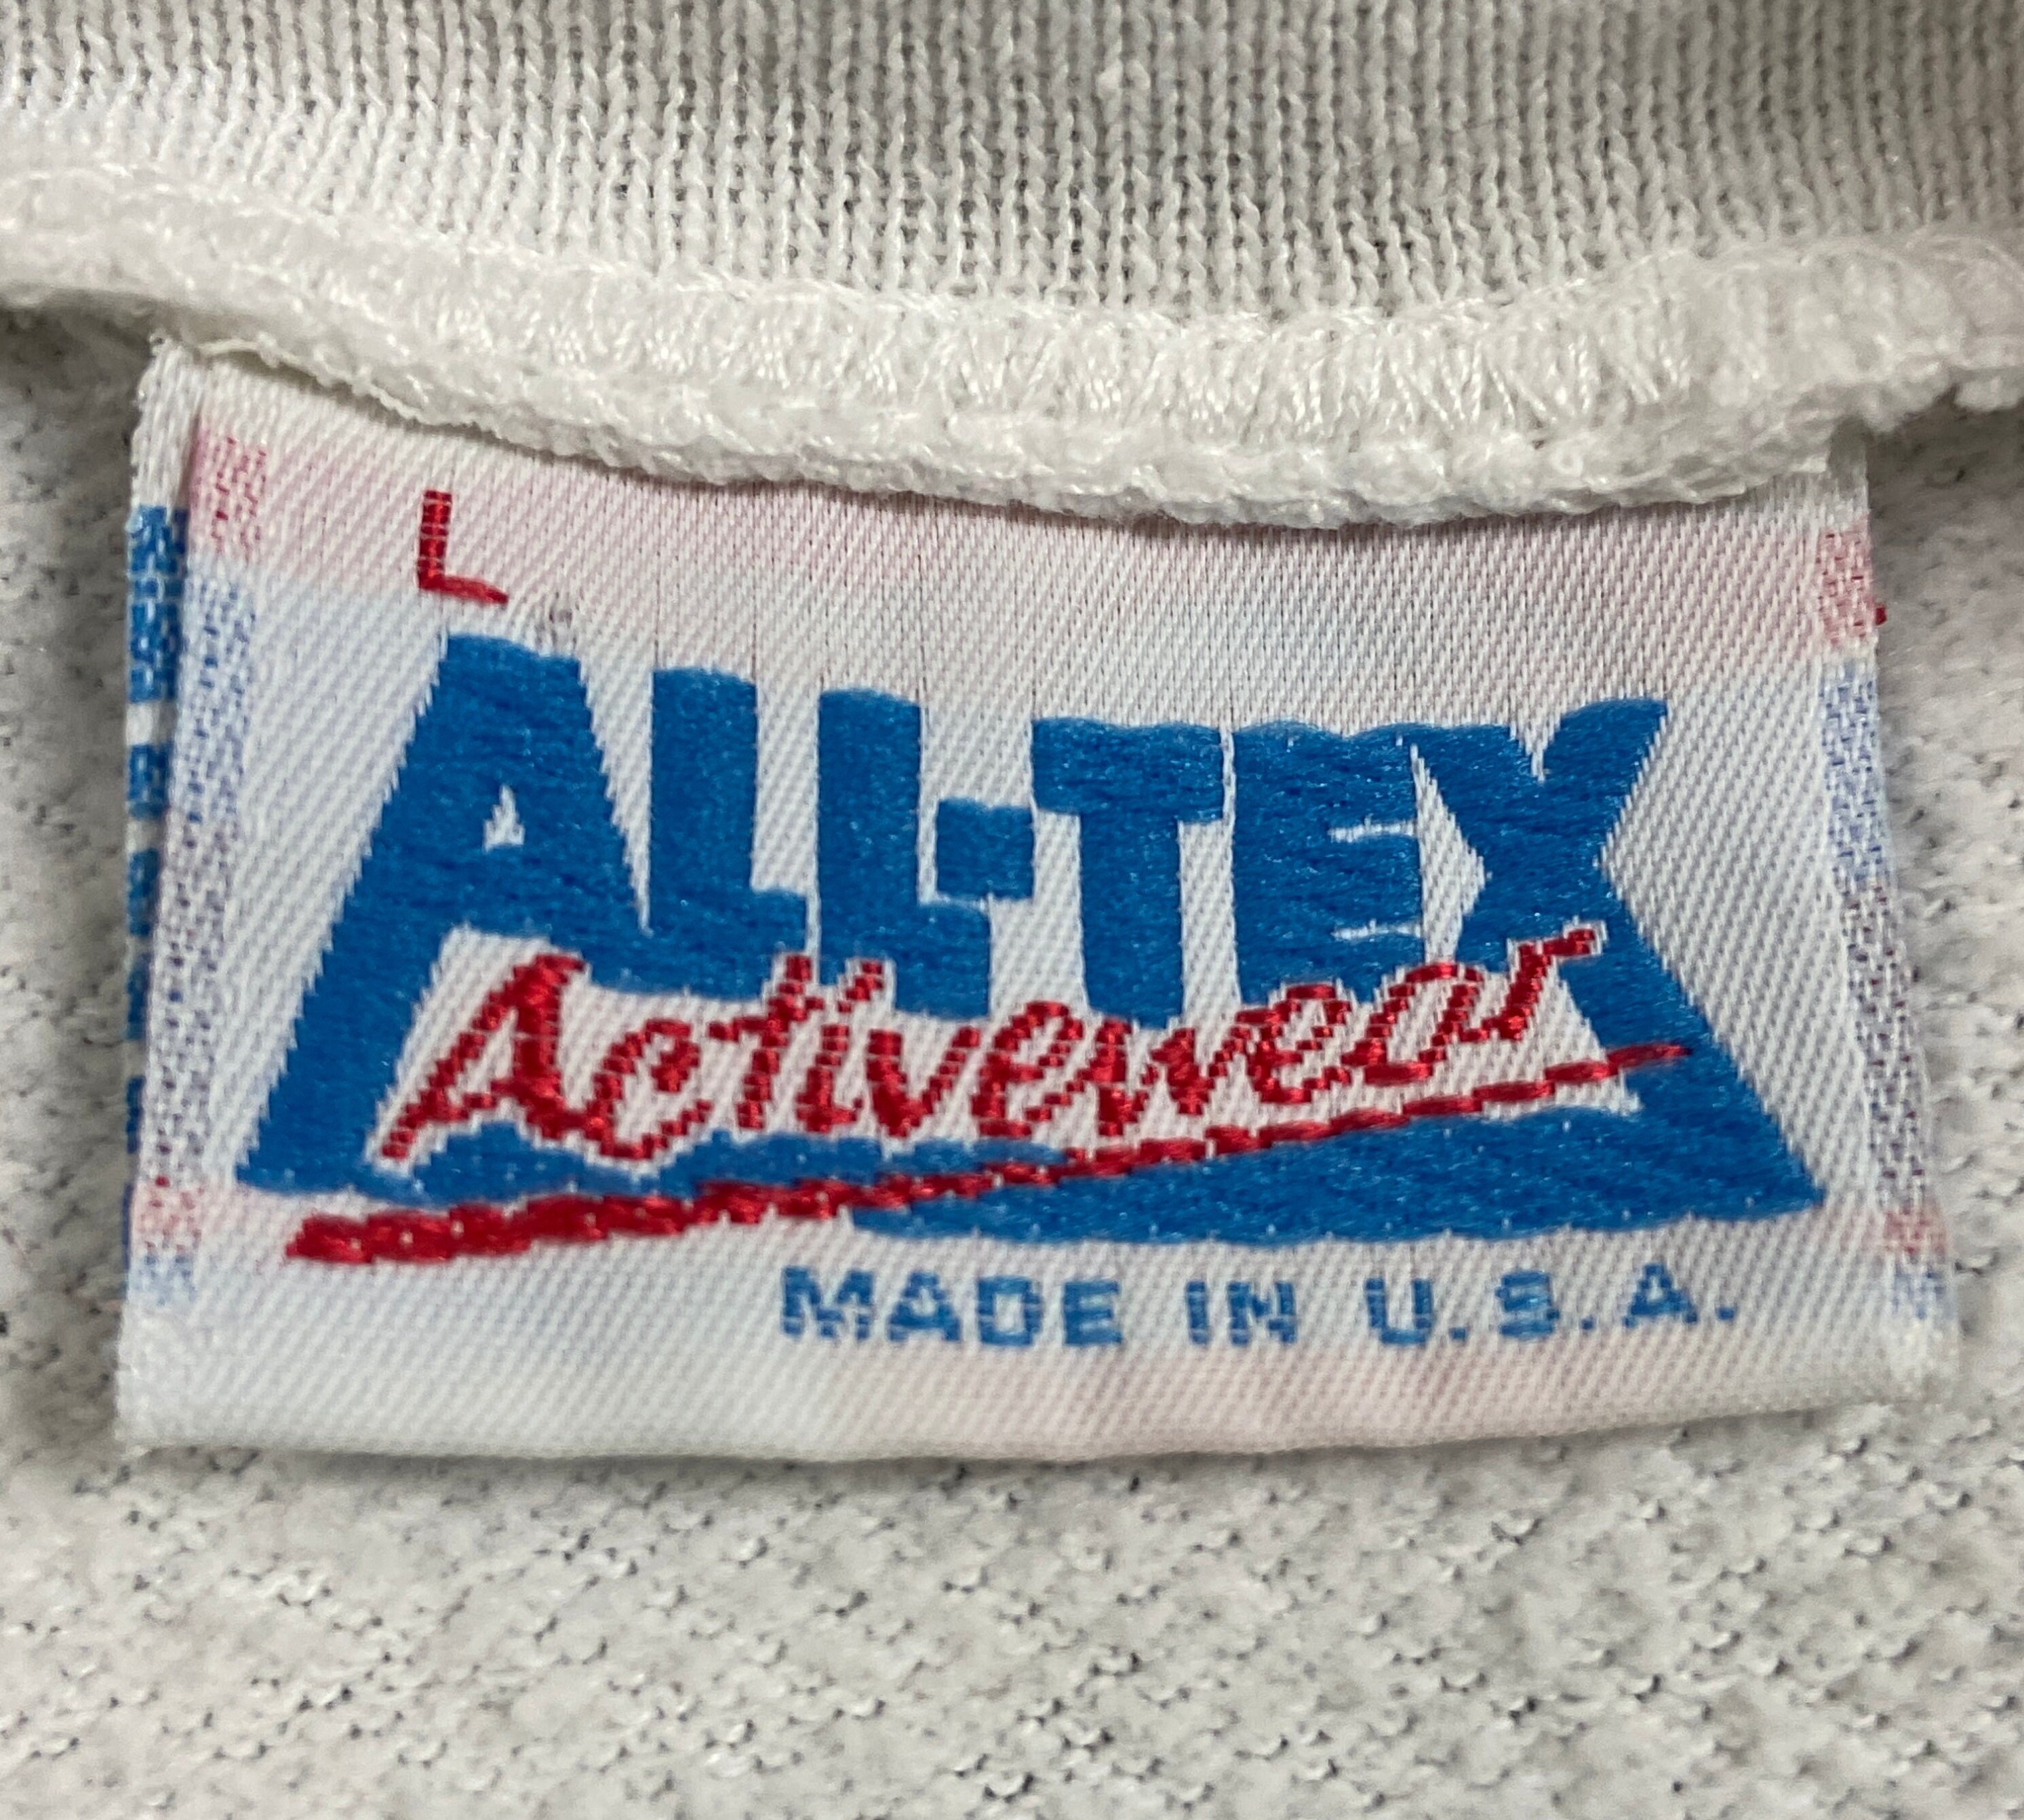 L
ALL-TEX
Activewear
MADE IN U.S.A.